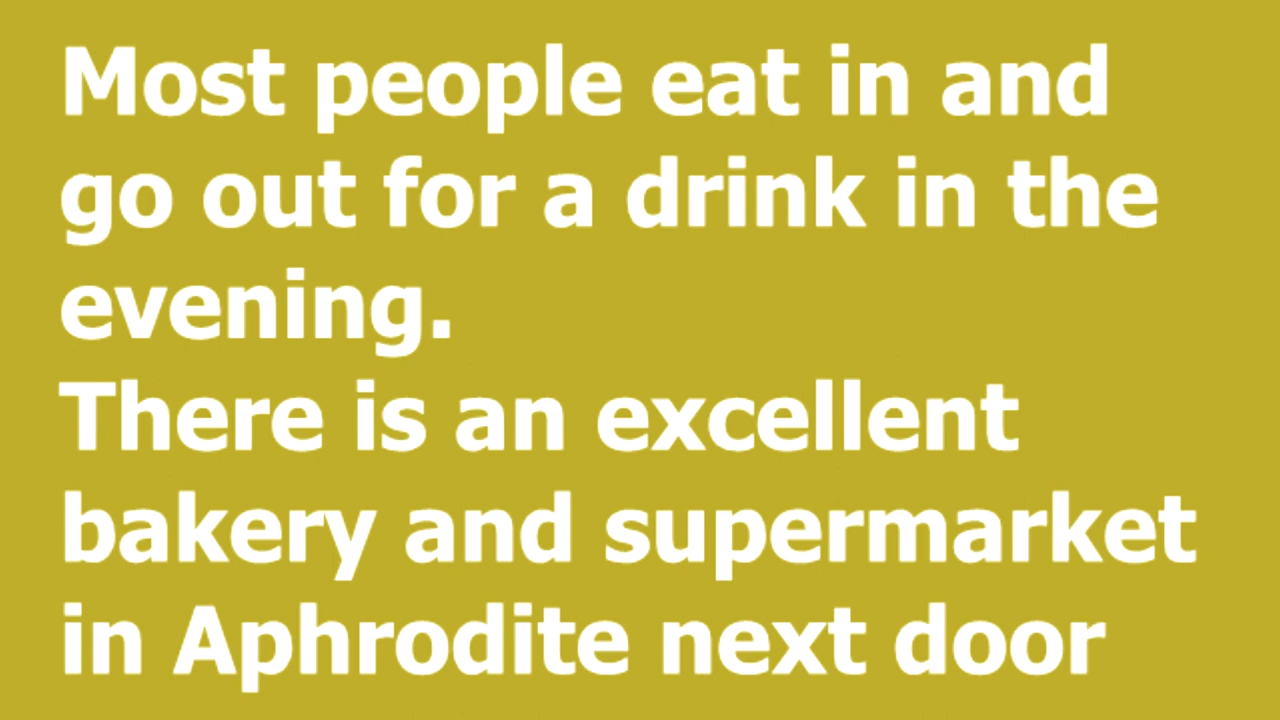 Most people eat in and
go out for a drink in the
evening.
There is an excellent
bakery and supermarket
in Aphrodite next door